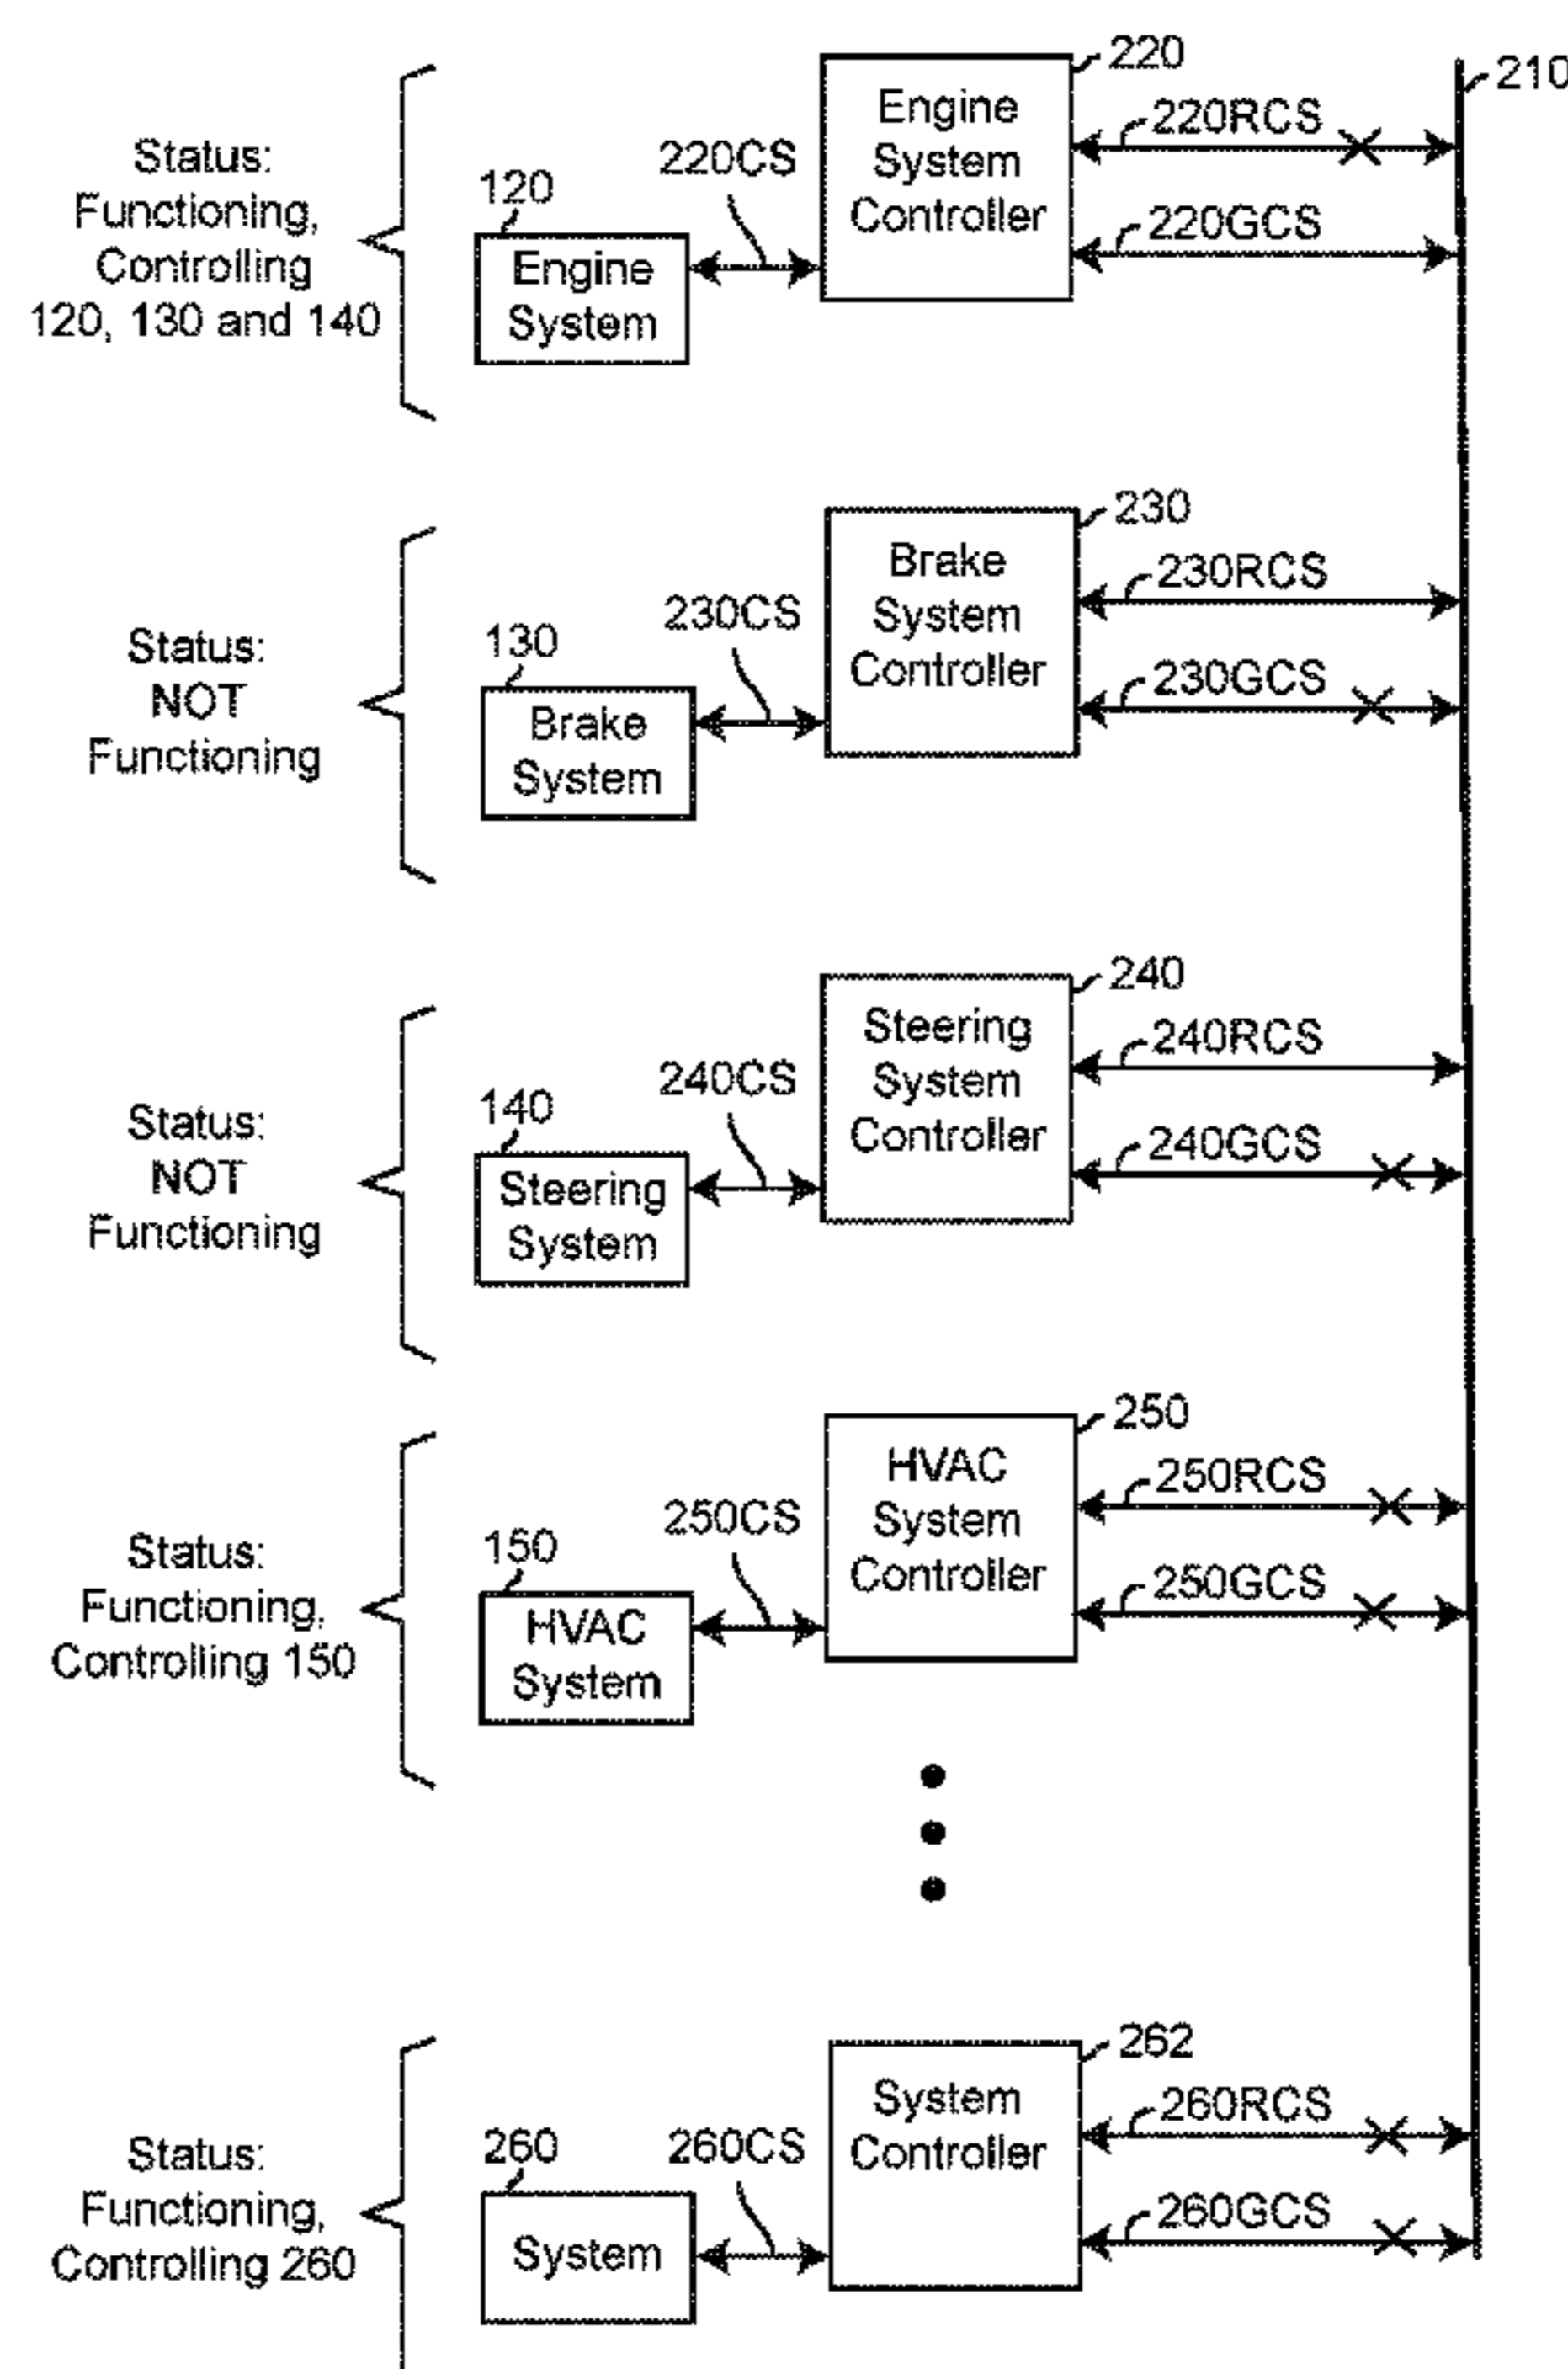 Status:
Functioning,
Controlling
120, 130 and 140
120
Engine
System
220CS
220
Engine
System
Controller
220RCS
220GCS
210
Status:
NOT
Functioning
130
Brake
System
230CS
230
Brake
System
Controller
230RCS
230GCS
Status:
NOT
Functioning
140
Steering
System
240CS
240
Steering
System
Controller
240RCS
240GCS
Status:
Functioning,
Controlling 150
150
HVAC
System
250CS
250
HVAC
System
Controller
250RCS
250GCS
Status:
Functioning,
Controlling 260
260
System
260CS
262
System
Controller
260RCS
260GCS